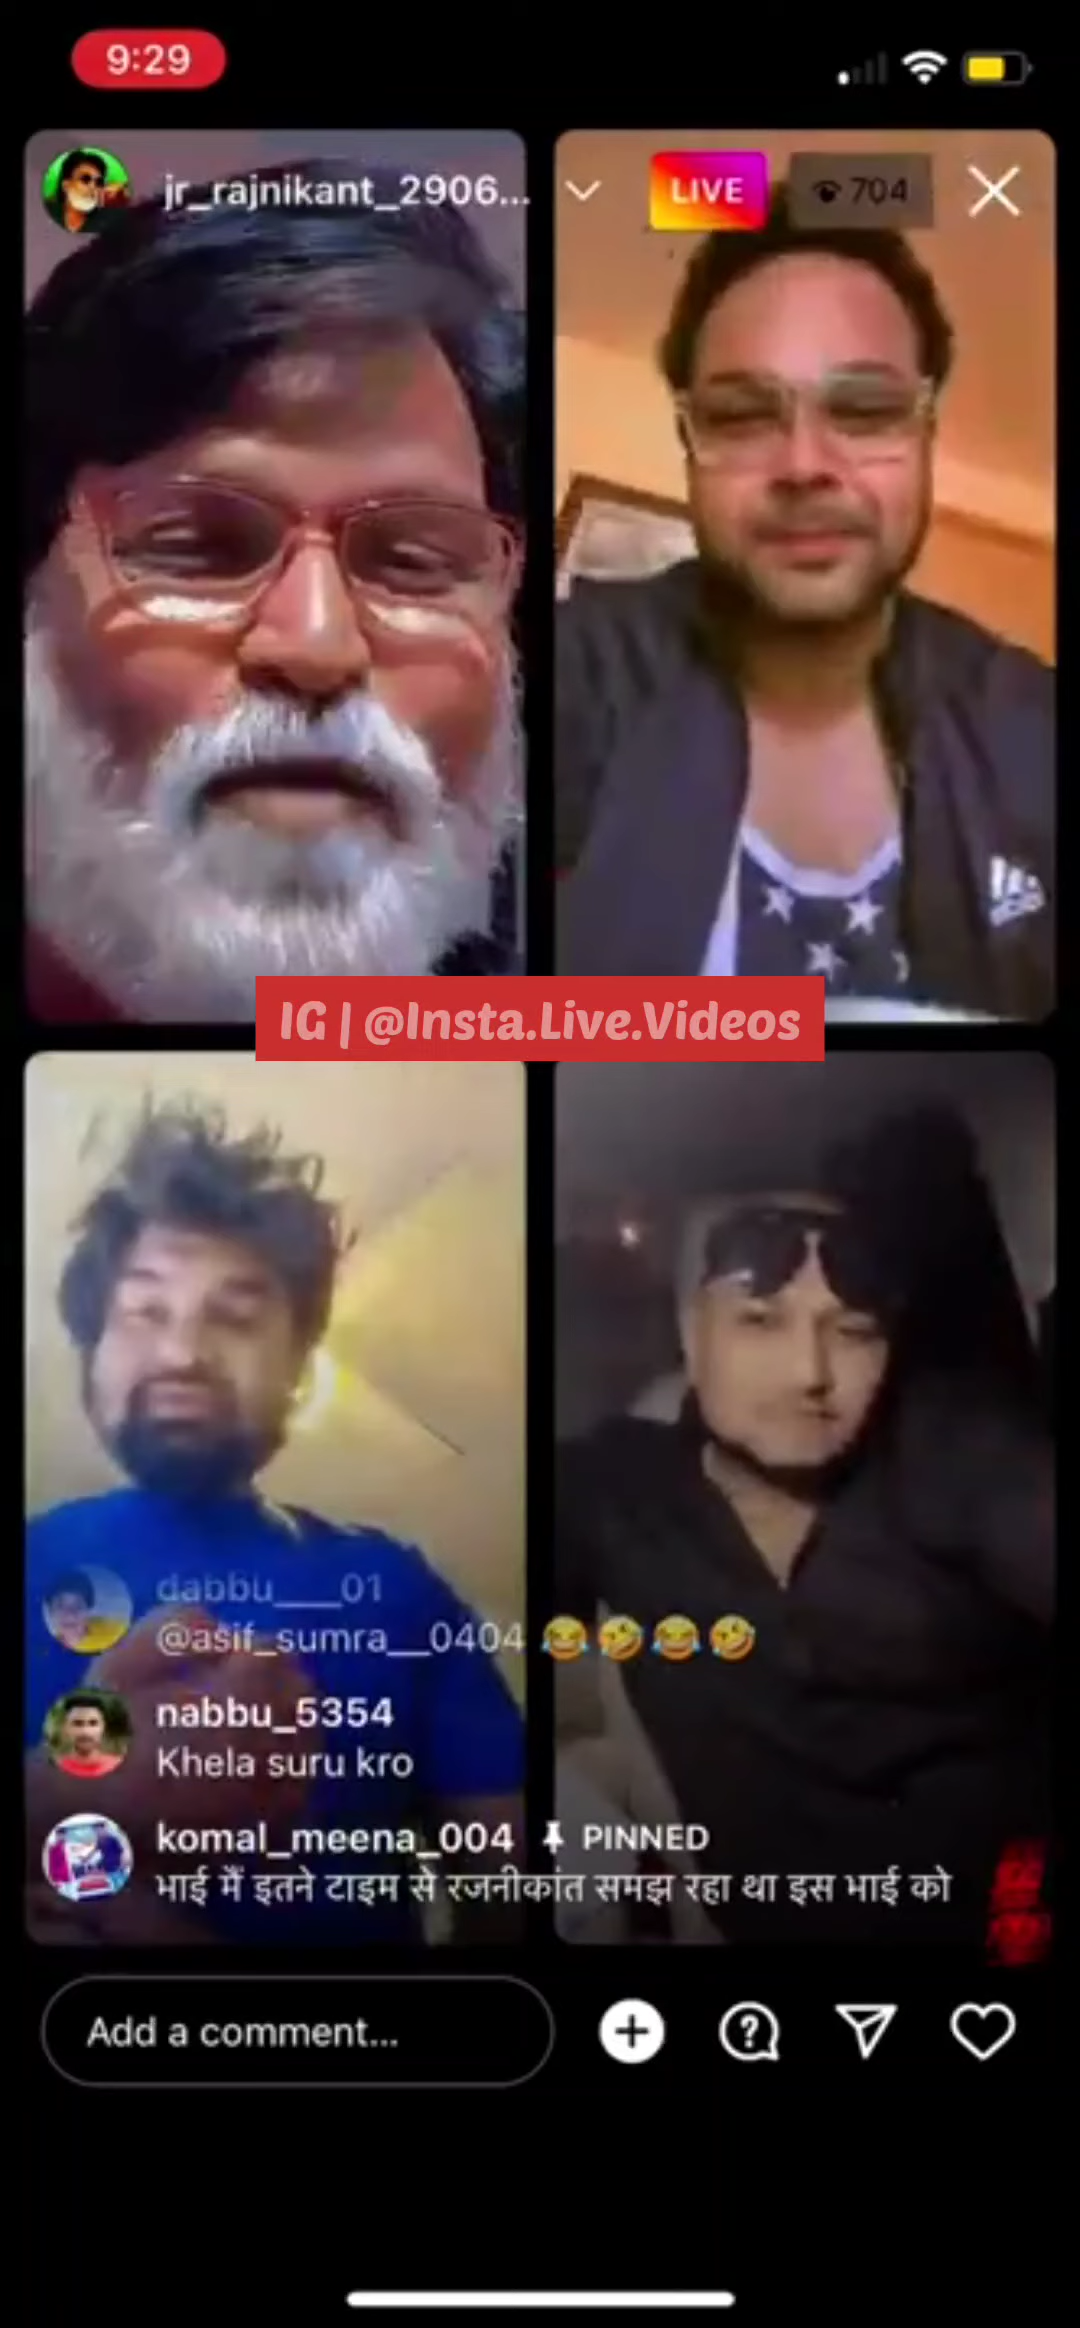 9:29
jr_rajnikant_2906...
LIVE
704
IG | @Insta.Live.Videos
dabbu___01
@asif_sumra__0404 😂🤣😂🤣
nabbu_5354
Khela suru kro
komal_meena_004 📌 PINNED
भाई मैं इतने टाइम से रजनीकांत समझ रहा था इस भाई को
Add a comment...